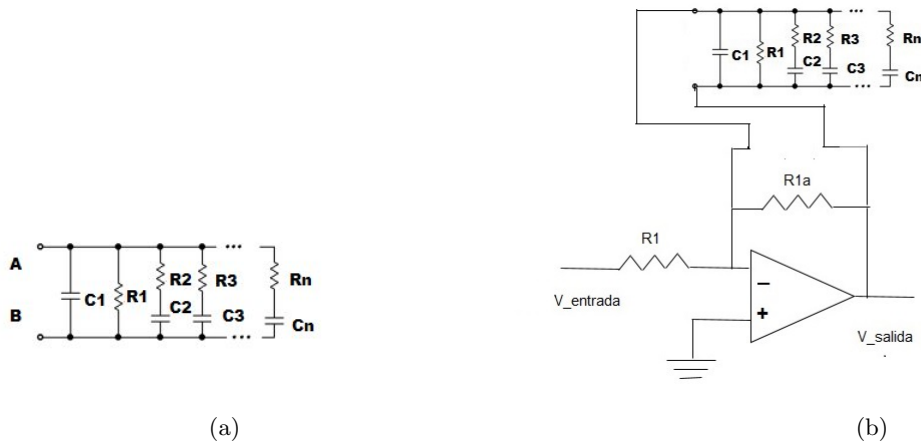 R2
R3
Rn
C1
R1
C2
C3
Cn
R1a
R1
V_entrada
V_salida
A
R2
R3
Rn
C1
R1
B
C2
C3
Cn
(a)
(b)